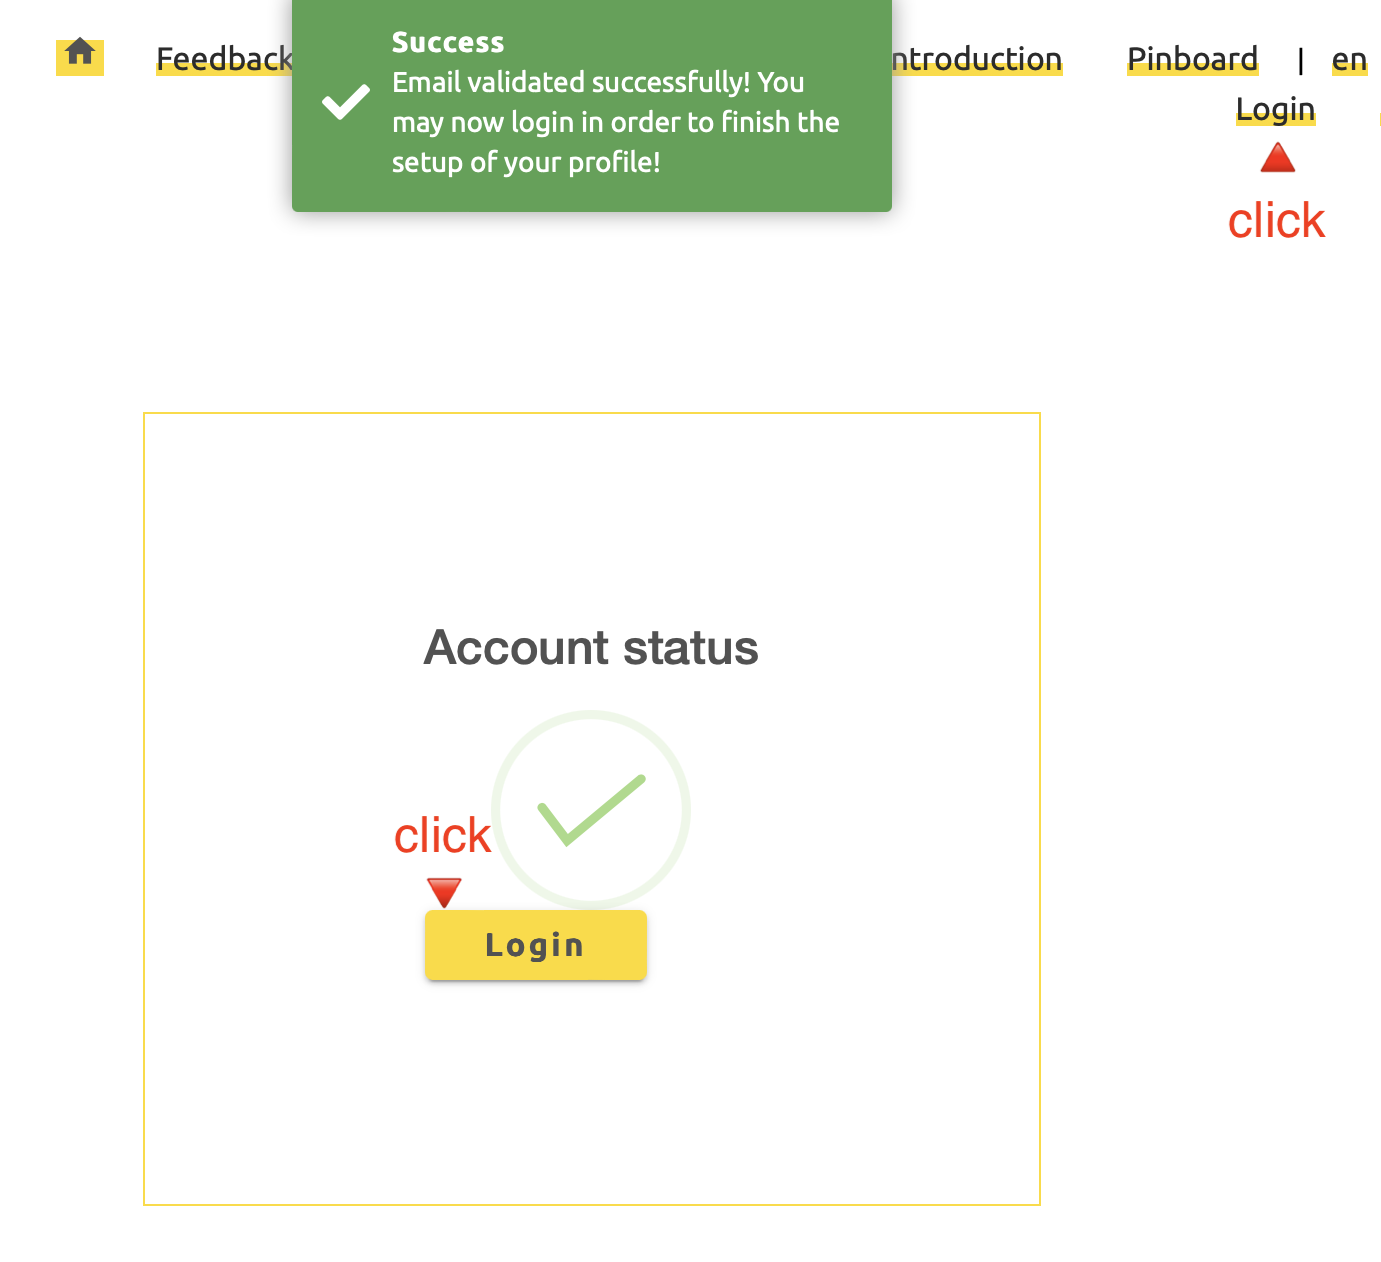 Feedback
Success
Email validated successfully! You
may now login in order to finish the
setup of your profile!
ntroduction
Pinboard
|
en
Login
click
Account status
click
Login